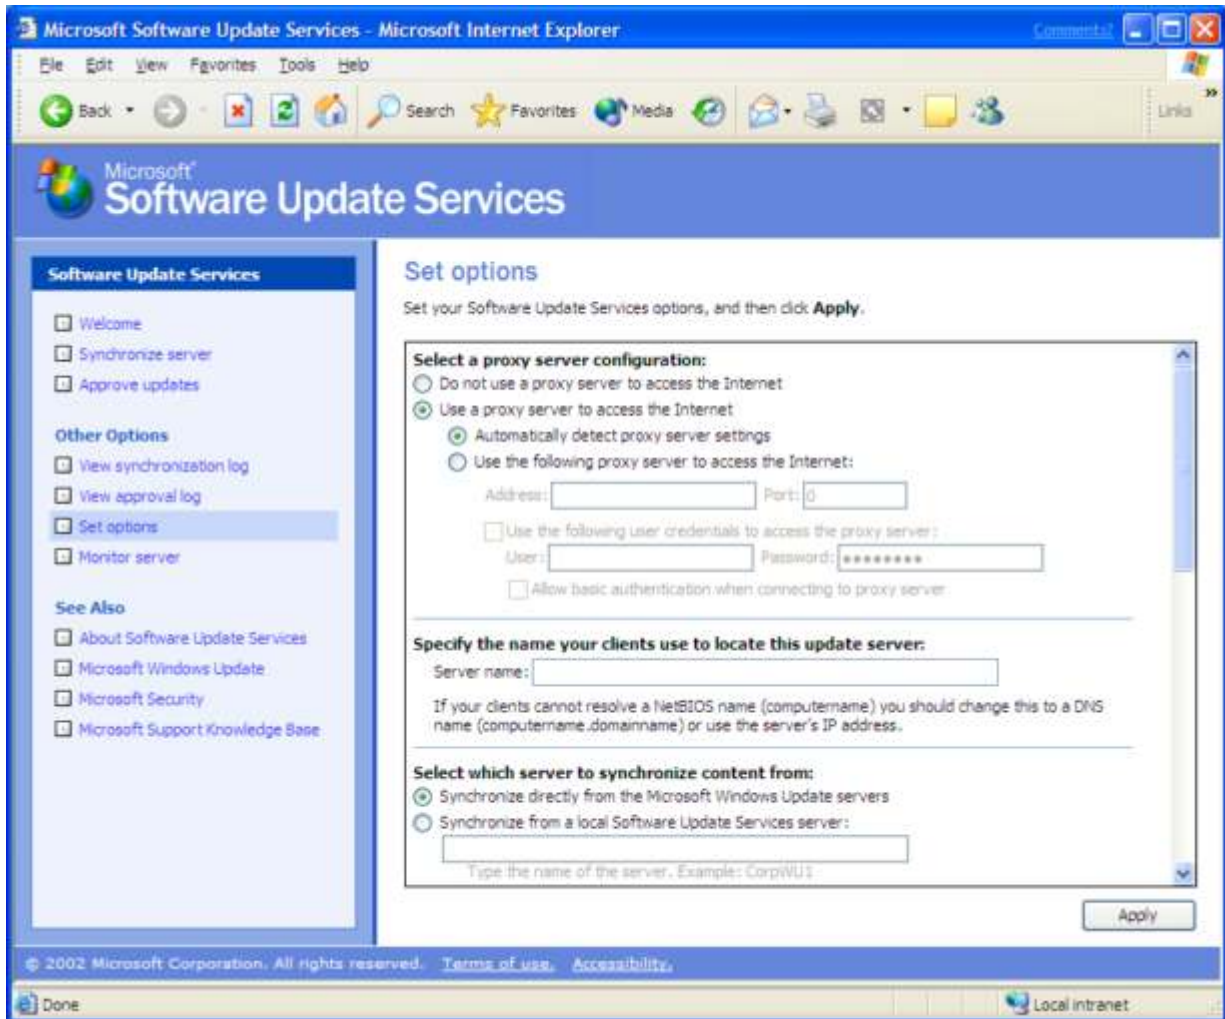 Microsoft Software Update Services - Microsoft Internet Explorer
Comments?
File Edit View Favorites Tools Help
Back Search Favorites Media Links
Microsoft
Software Update Services
Software Update Services
Welcome
Synchronize server
Approve updates
Other Options
View synchronization log
View approval log
Set options
Monitor server
See Also
About Software Update Services
Microsoft Windows Update
Microsoft Security
Microsoft Support Knowledge Base
Set options
Set your Software Update Services options, and then click Apply.
Select a proxy server configuration:
Do not use a proxy server to access the Internet
Use a proxy server to access the Internet
Automatically detect proxy server settings
Use the following proxy server to access the Internet:
Address: Port: 0
Use the following user credentials to access the proxy server:
User: Password: ********
Allow basic authentication when connecting to proxy server
Specify the name your clients use to locate this update server:
Server name:
If your clients cannot resolve a NetBIOS name (computername) you should change this to a DNS
name (computername.domainname) or use the server's IP address.
Select which server to synchronize content from:
Synchronize directly from the Microsoft Windows Update servers
Synchronize from a local Software Update Services server:
Type the name of the server. Example: CorpWU1
Apply
© 2002 Microsoft Corporation. All rights reserved. Terms of use. Accessibility.
Done
Local intranet